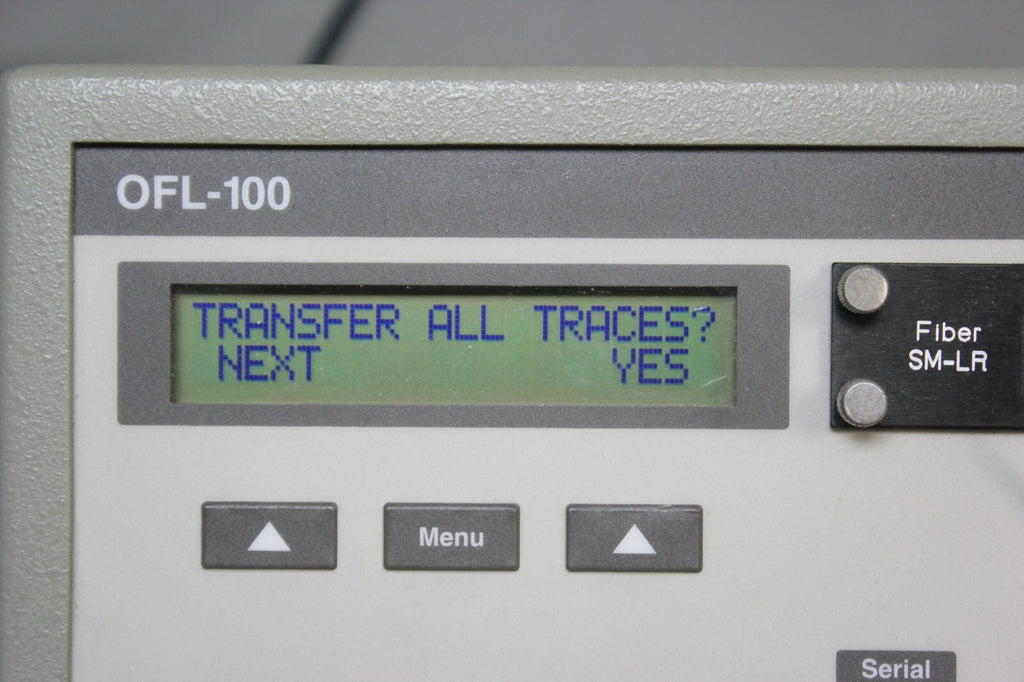 OFL-100
TRANSFER ALL TRACES?
NEXT YES
Fiber
SM-LR
Menu
Serial